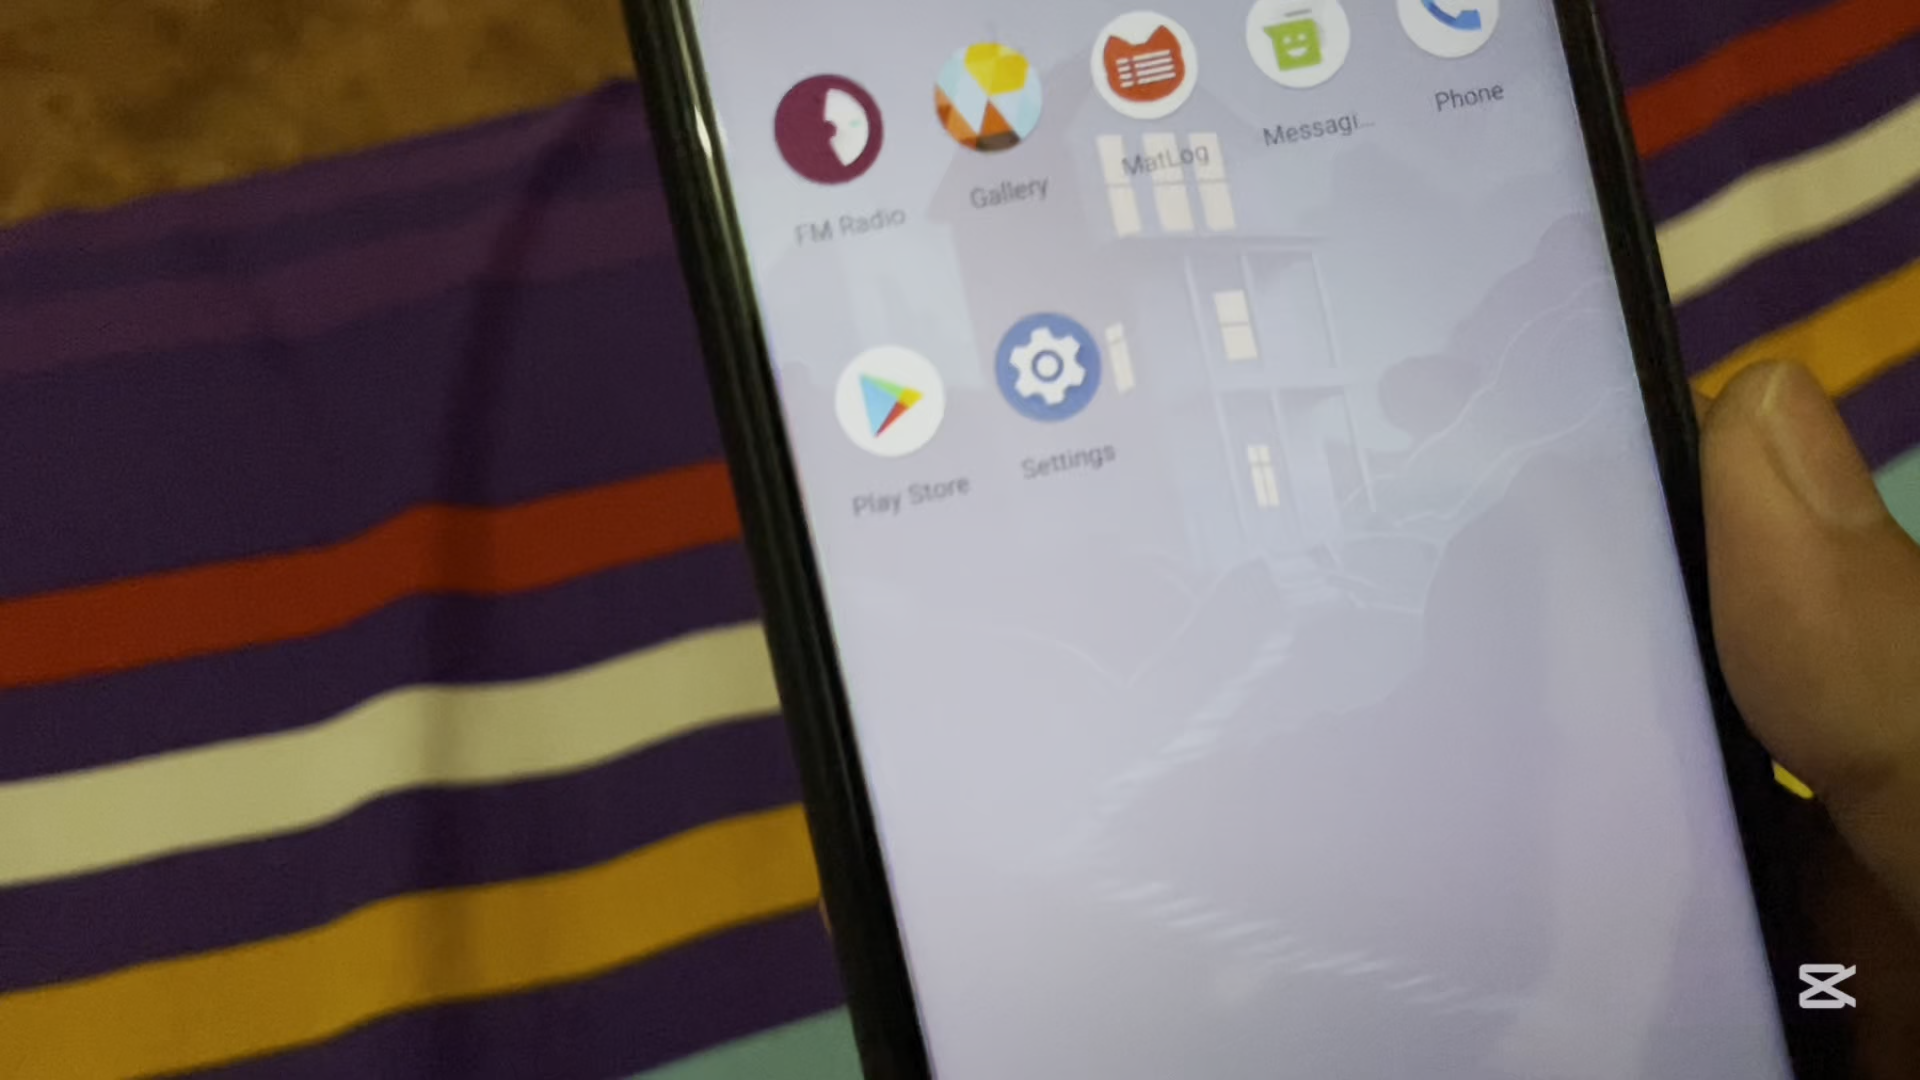 FM Radio
Gallery
MatLog
Messagi...
Phone
Play Store
Settings